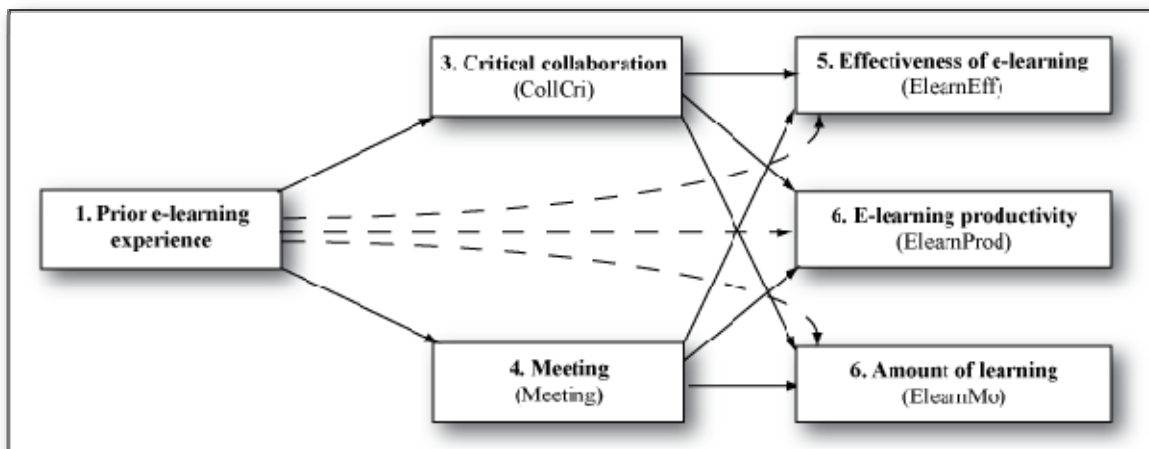 3. Critical collaboration
(CollCri)
5. Effectiveness of e-learning
(ElearnEff)
1. Prior e-learning
experience
6. E-learning productivity
(ElearnProd)
4. Meeting
(Meeting)
6. Amount of learning
(ElearnMo)